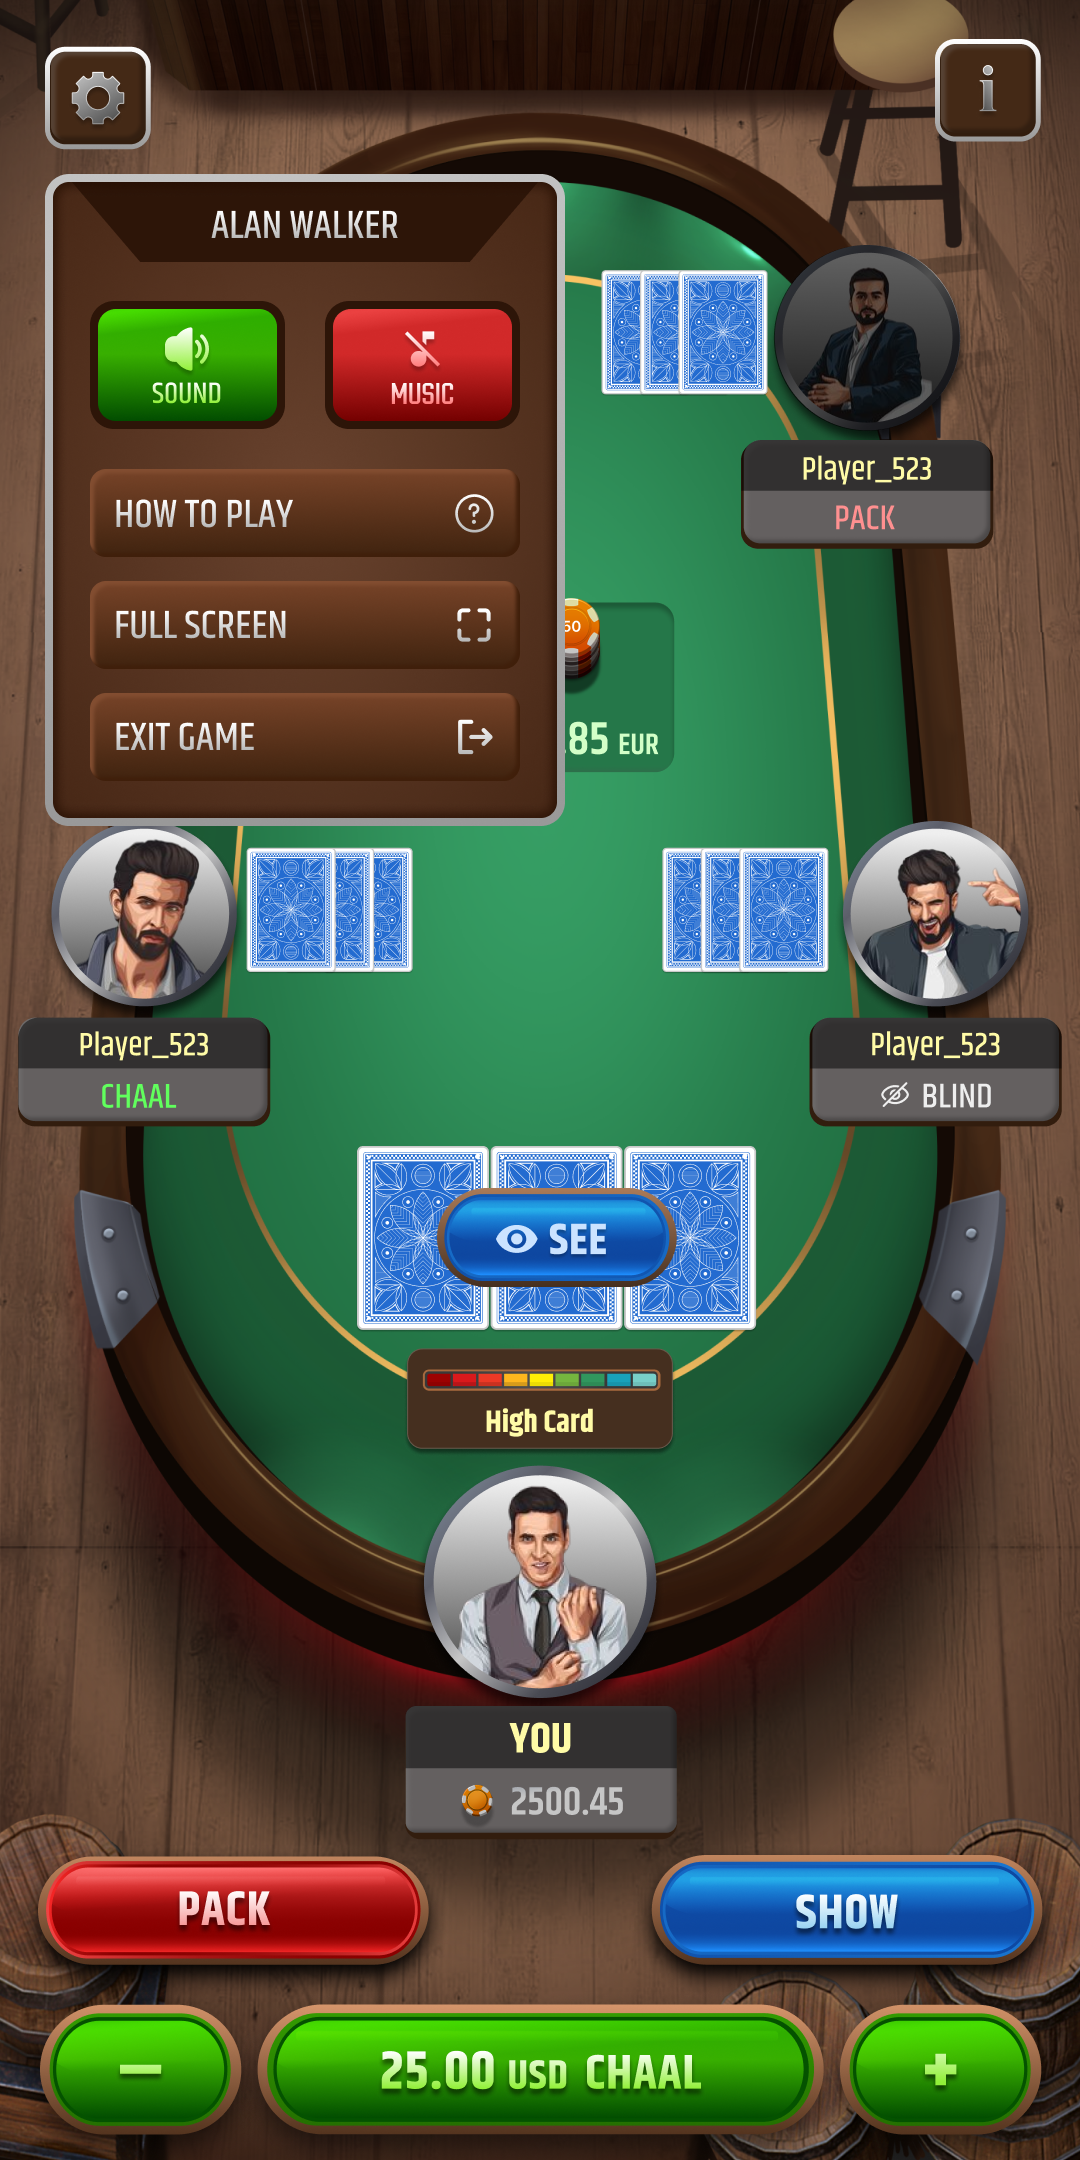 i
ALAN WALKER
SOUND
MUSIC
Player_523
PACK
HOW TO PLAY ?
FULL SCREEN
EXIT GAME
.85 EUR
Player_523
CHAAL
Player_523
BLIND
SEE
High Card
YOU
2500.45
PACK
SHOW
−
25.00 USD CHAAL
+